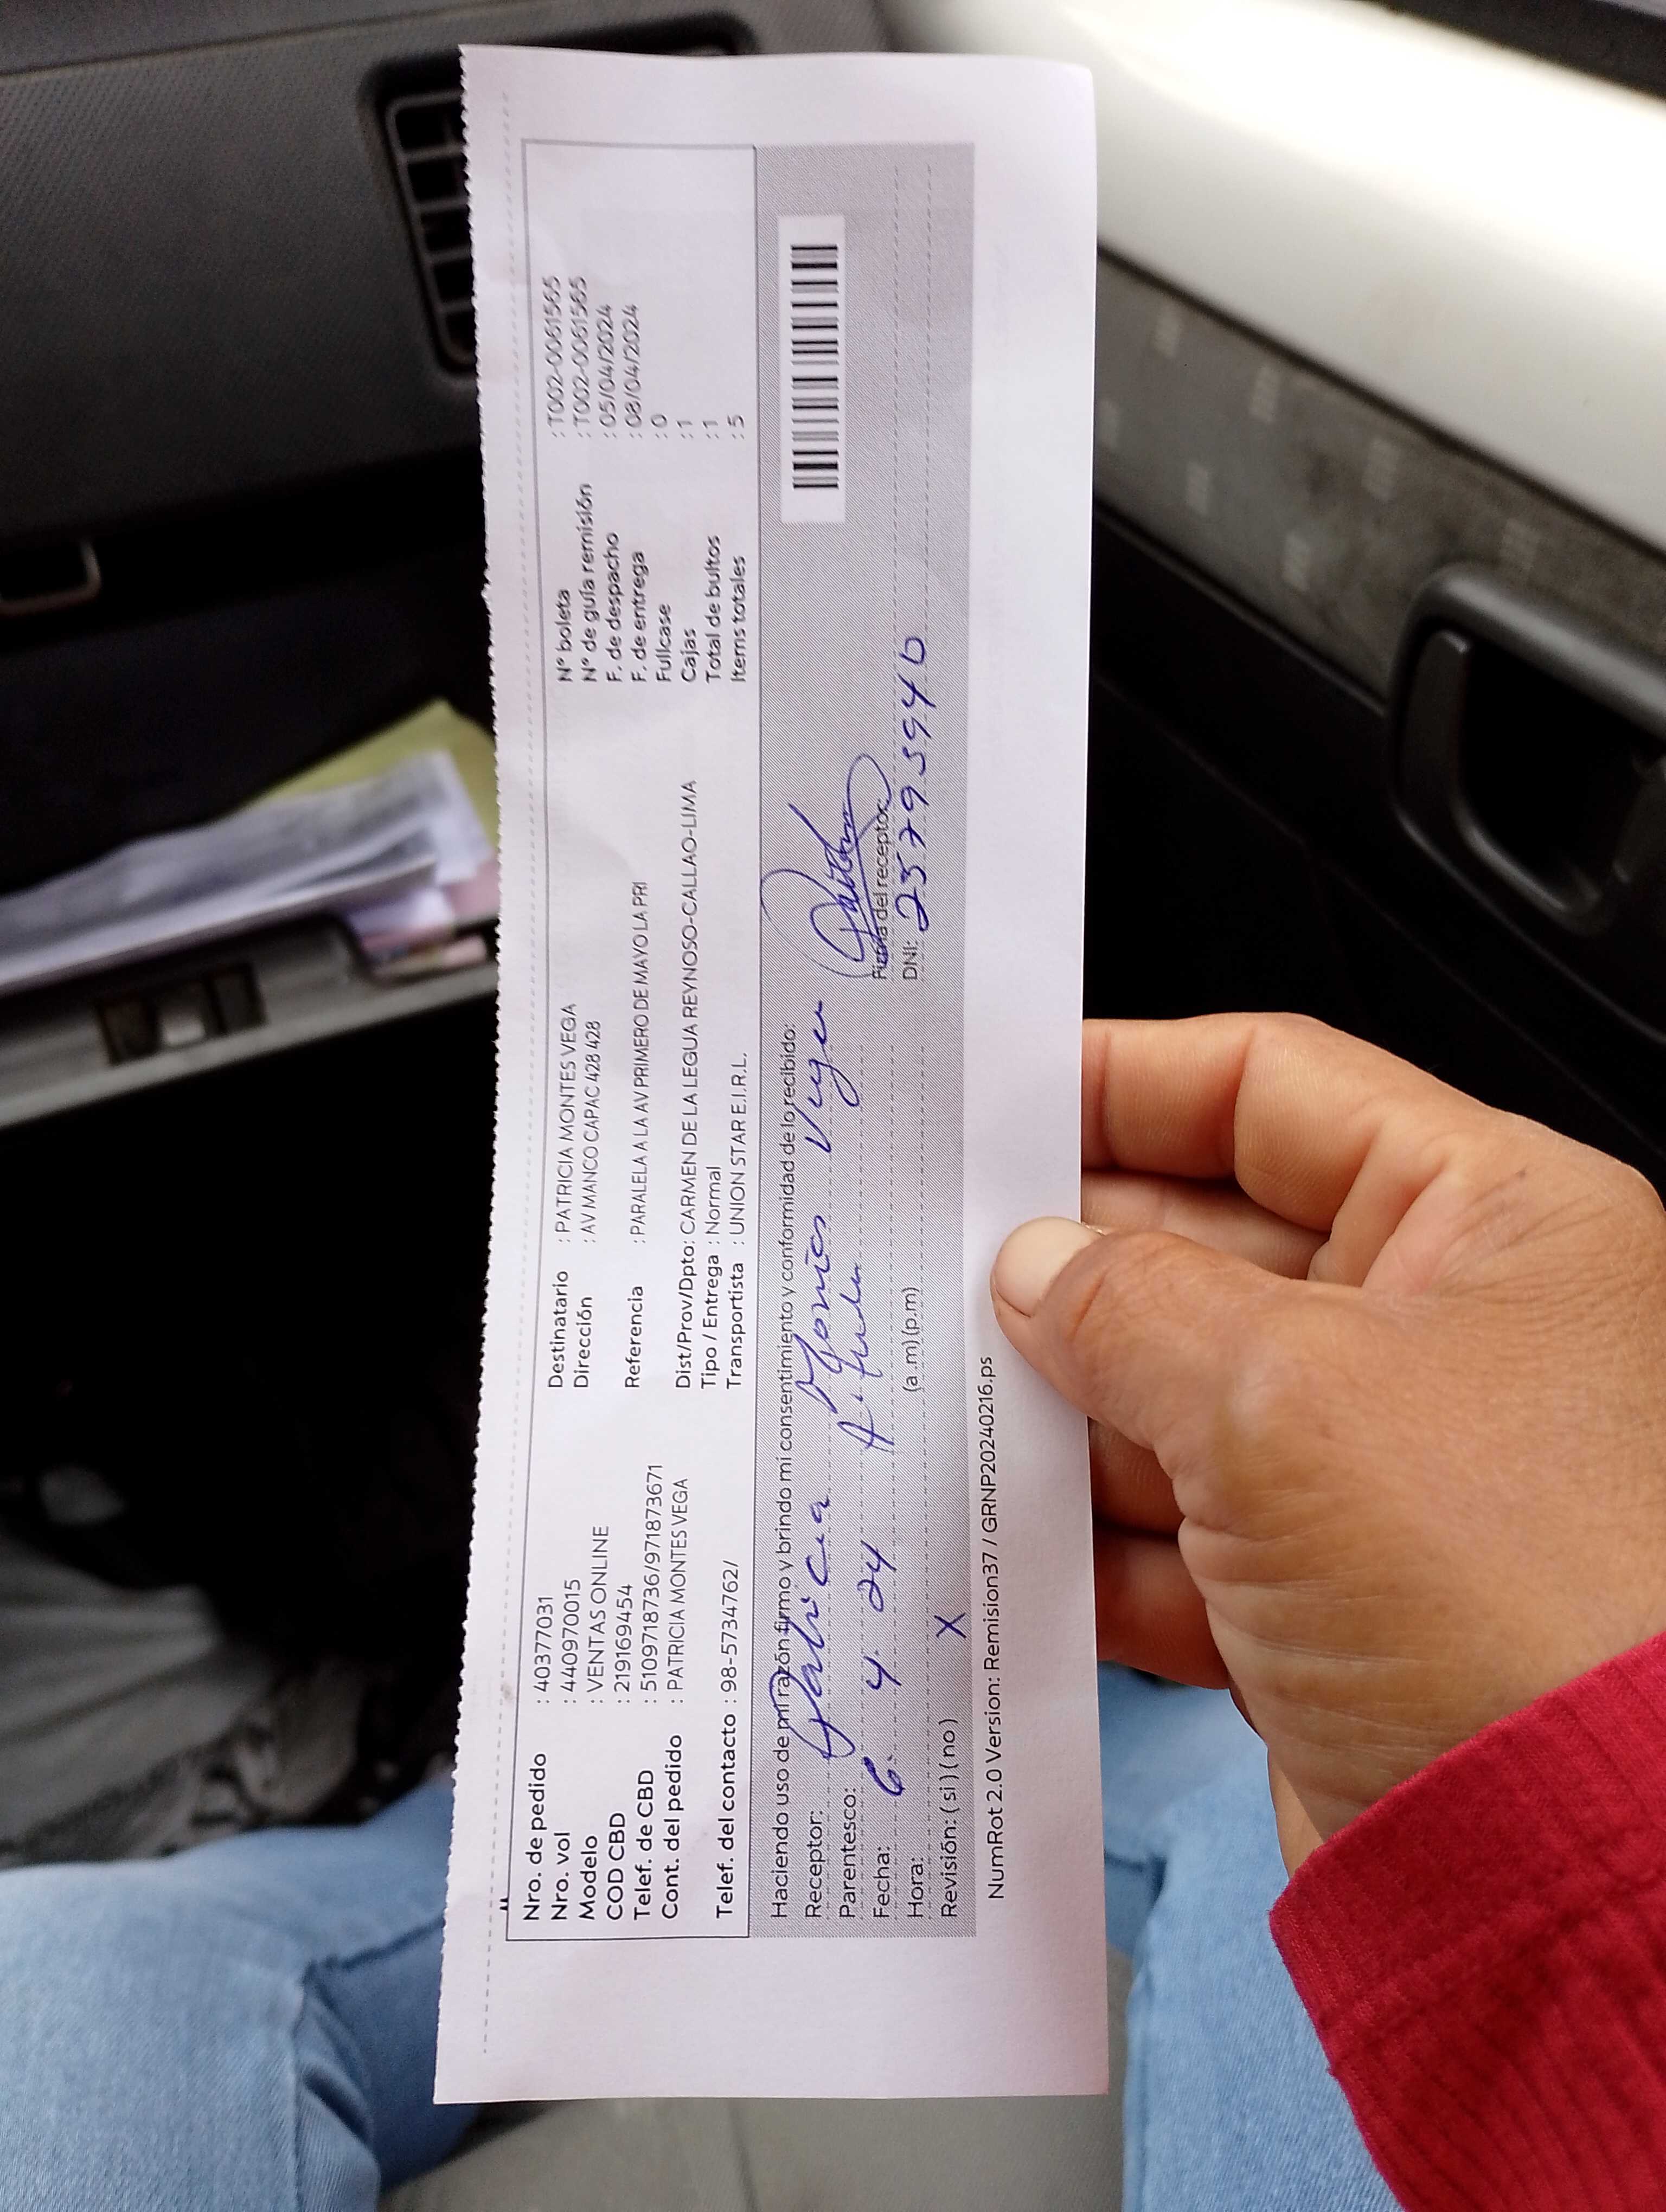 Nro. de pedido : 40377031
Nro. vol : 440970015
Modelo : VENTAS ONLINE
COD CBD : 219169454
Telef. de CBD : 51097187367/971873671
Cont. del pedido : PATRICIA MONTES VEGA
Telef. del contacto : 98-5734762/
Destinatario : PATRICIA MONTES VEGA
Dirección : AV MANCO CAPAC 428 428
Referencia : PARALELA A LA AV PRIMERO DE MAYO LA PRI
Dist/Prov/Dpto: CARMEN DE LA LEGUA REYNOSO-CALLAO-LIMA
Tipo / Entrega : Normal
Transportista : UNION STAR E.I.R.L.
N° boleta : T002-0061565
N° de guía remisión : T002-0061565
F. de despacho : 05/04/2024
F. de entrega : 08/04/2024
Fullcase : 0
Cajas : 1
Total de bultos : 1
Items totales : 5
Haciendo uso de mi razón firmo y brindo mi consentimiento y conformidad de lo recibido:
Receptor: Patricia Vega
Parentesco:
Fecha: 6 4 24
Hora: (a.m) (p.m)
Revisión: (si) (no) X
Firma del receptor
DNI:
NumRot 2.0 Version: Remision37 / GRNP20240216.ps